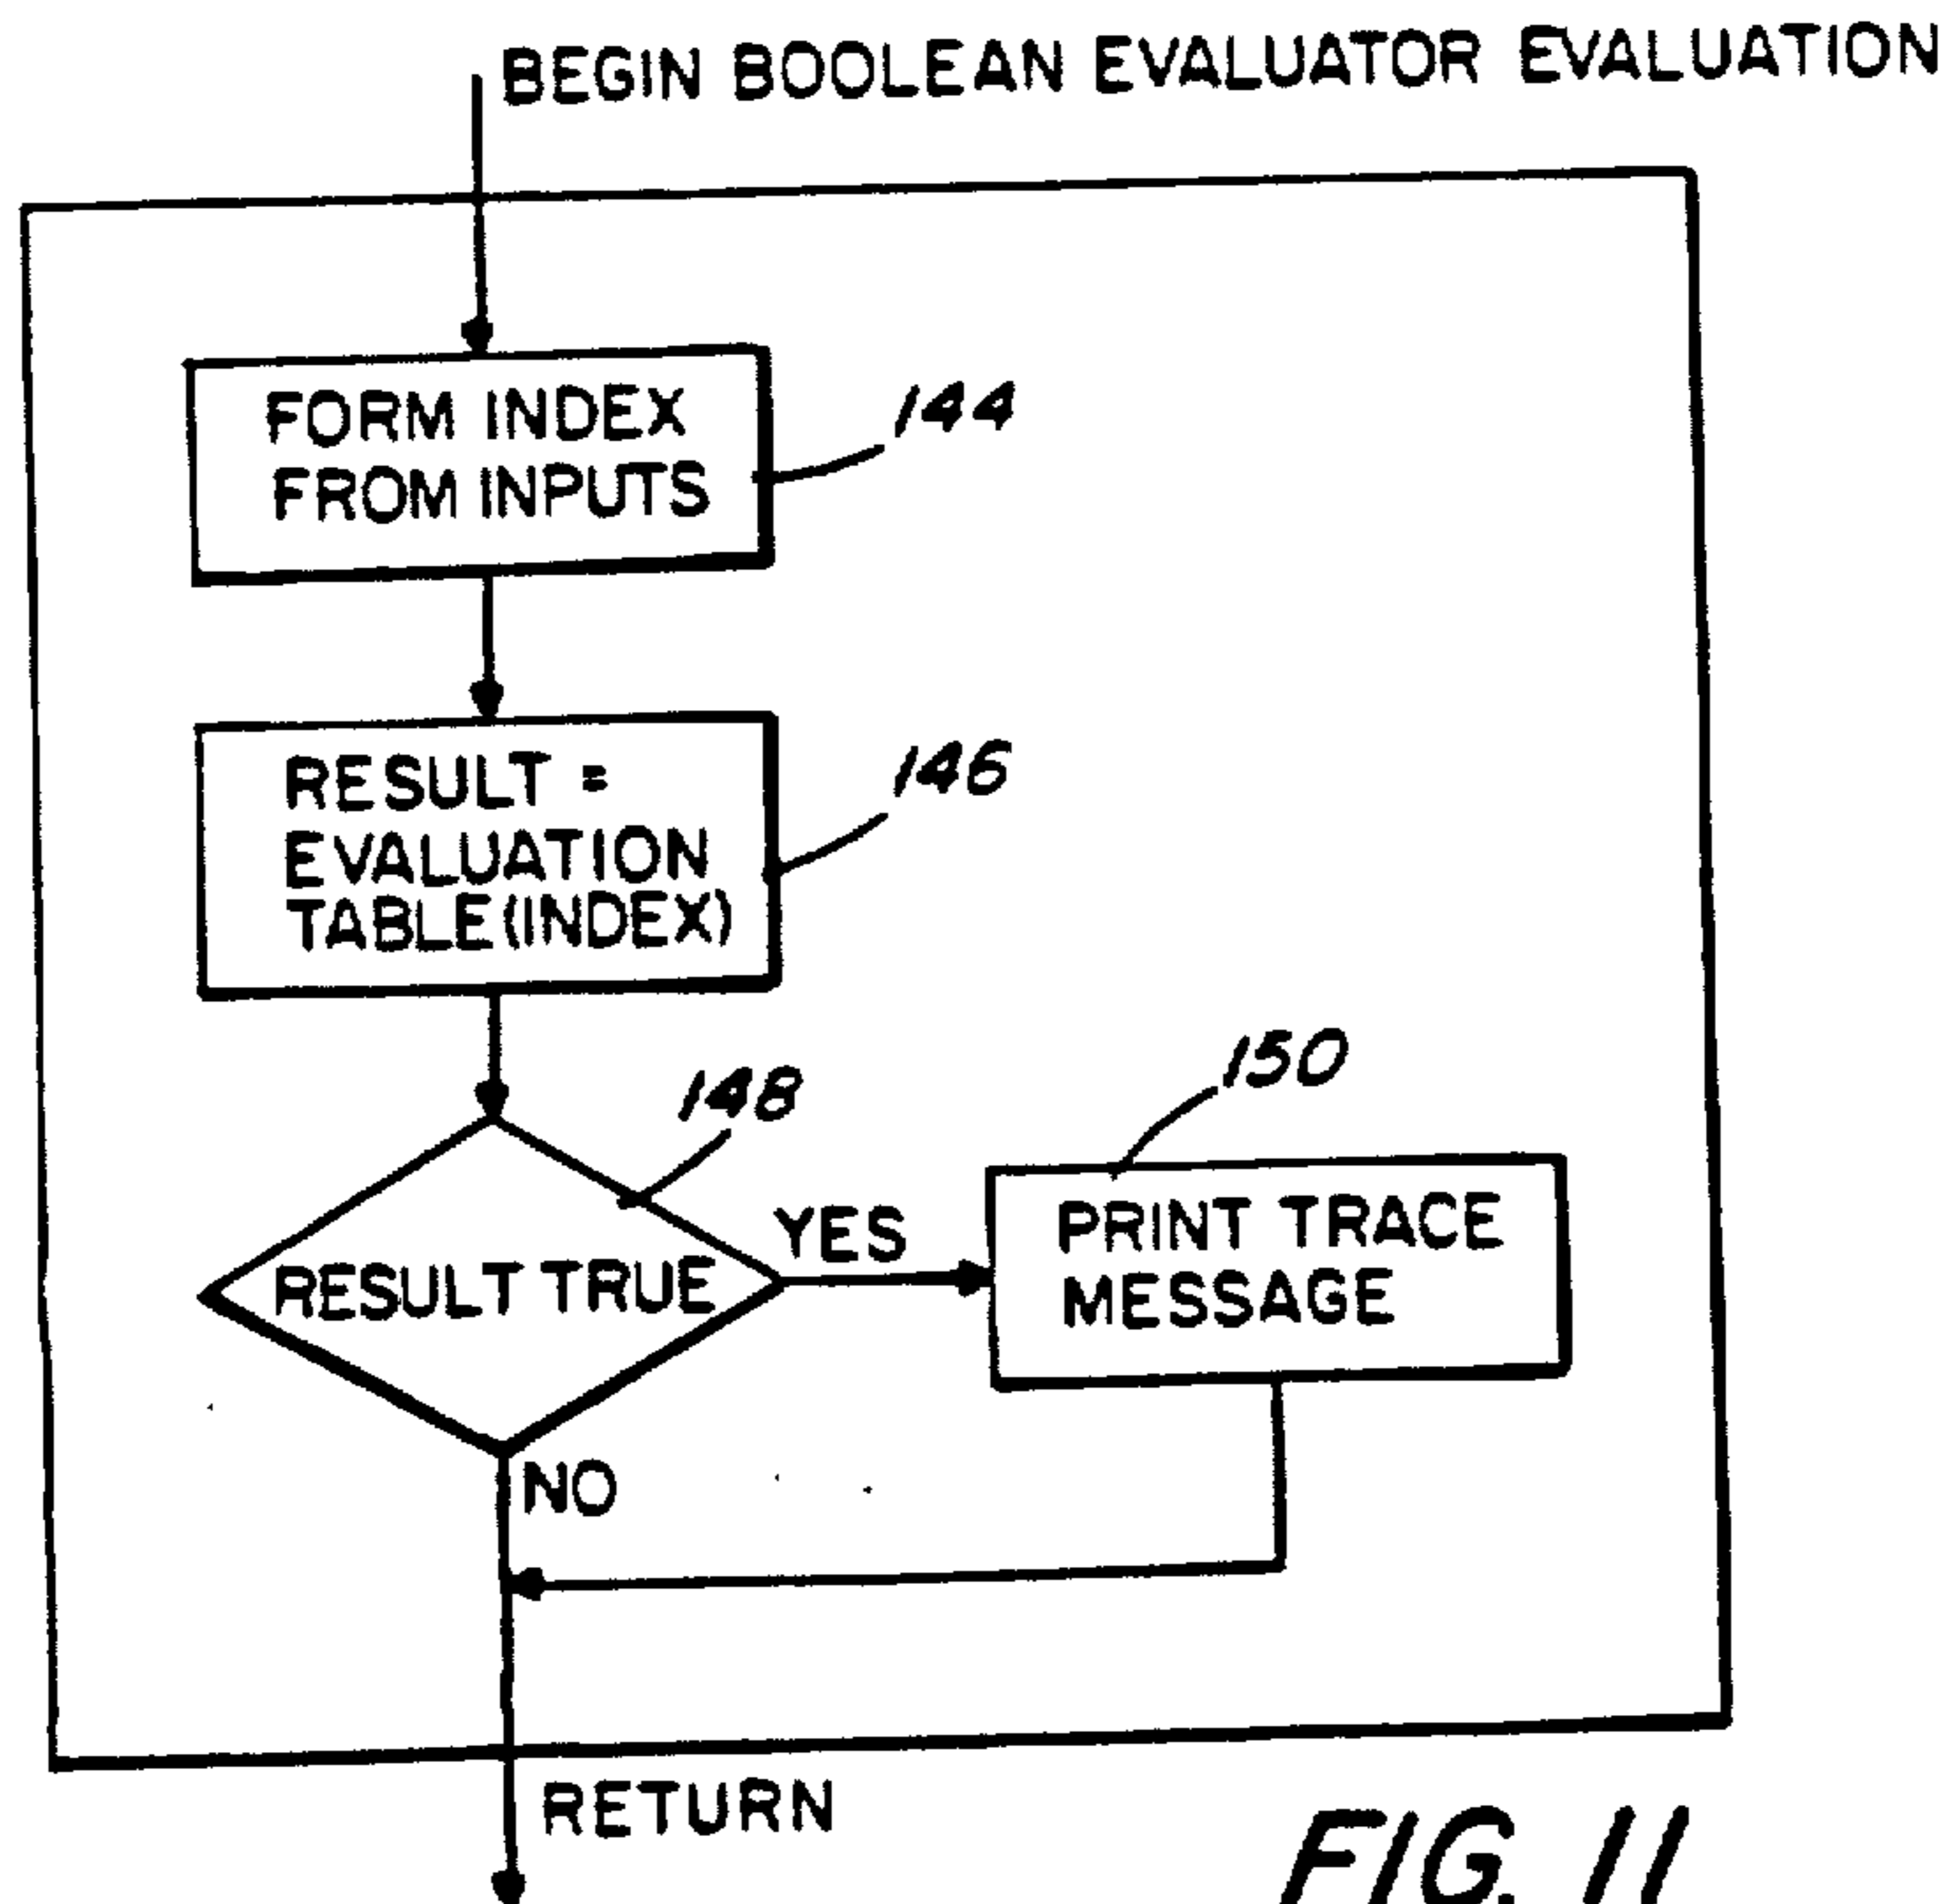 BEGIN BOOLEAN EVALUATOR EVALUATION
FORM INDEX
FROM INPUTS
144
RESULT =
EVALUATION
TABLE(INDEX)
146
148
150
RESULT TRUE
YES
PRINT TRACE
MESSAGE
NO
RETURN
FIG. 11